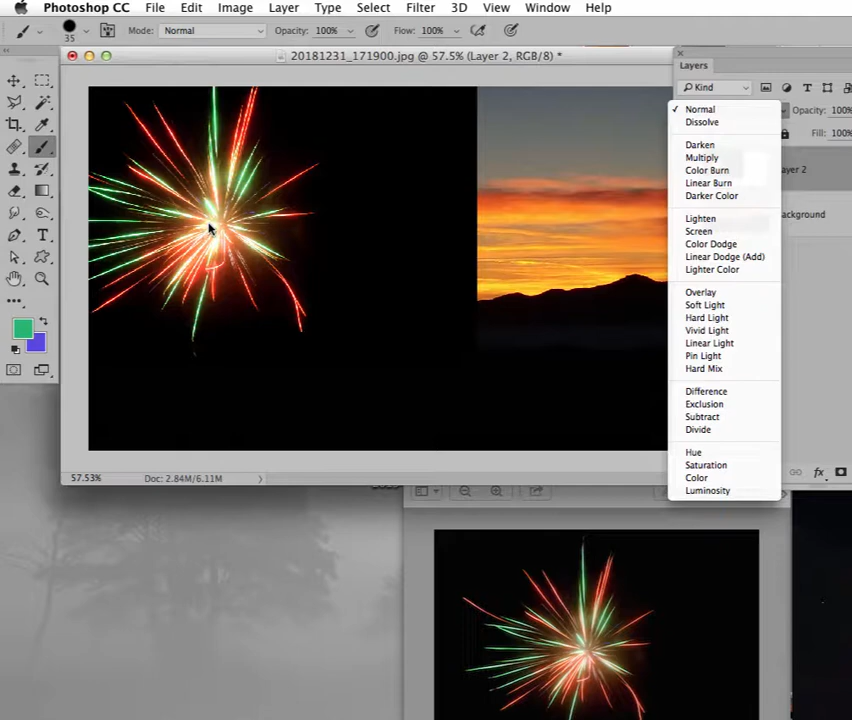 Photoshop CC File Edit Image Layer Type Select Filter 3D View Window Help
35 Mode: Normal Opacity: 100% Flow: 100%
20181231_171900.jpg @ 57.5% (Layer 2, RGB/8) *
Layers
Kind
Opacity: 100%
Fill: 100%
ayer 2
ackground
Normal
Dissolve
Darken
Multiply
Color Burn
Linear Burn
Darker Color
Lighten
Screen
Color Dodge
Linear Dodge (Add)
Lighter Color
Overlay
Soft Light
Hard Light
Vivid Light
Linear Light
Pin Light
Hard Mix
Difference
Exclusion
Subtract
Divide
Hue
Saturation
Color
Luminosity
fx
57.53% Doc: 2.84M/6.11M